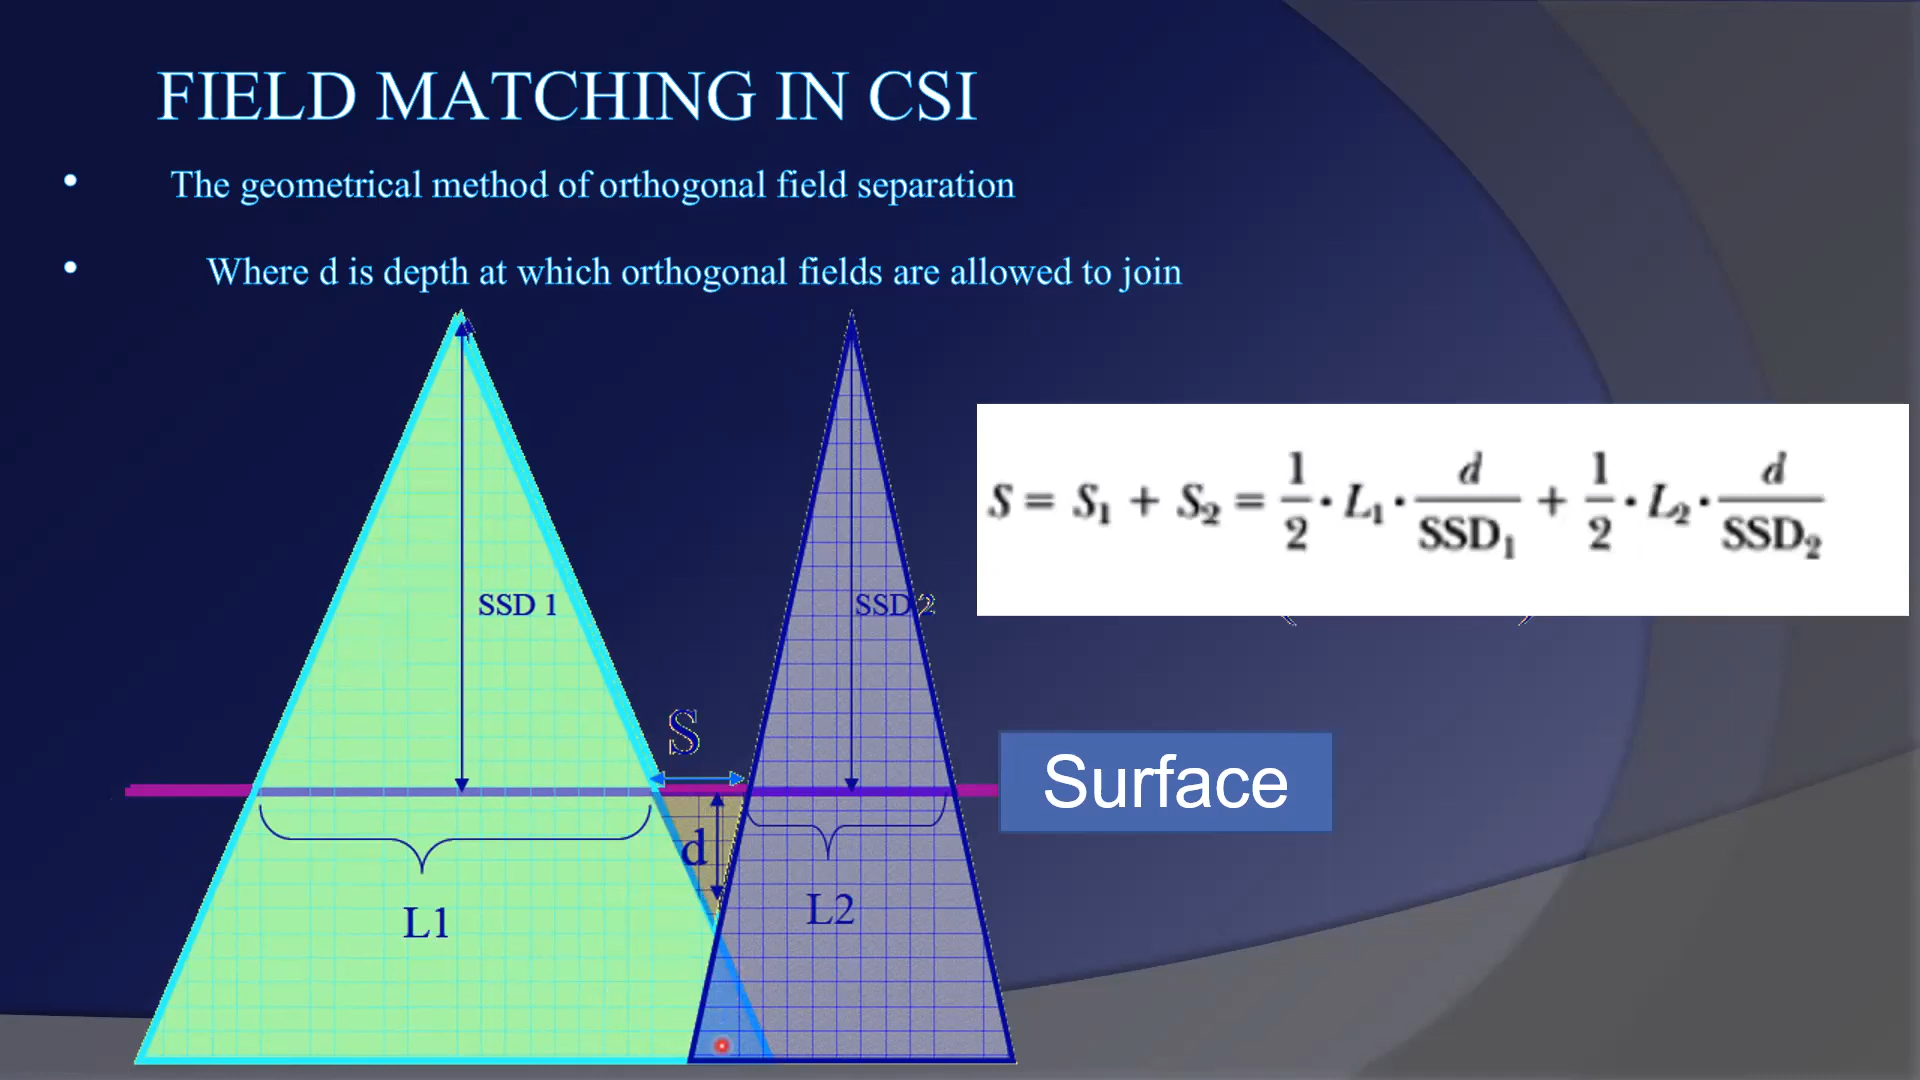 FIELD MATCHING IN CSI
• The geometrical method of orthogonal field separation
• Where d is depth at which orthogonal fields are allowed to join
S = S₁ + S₂ = 1/2 · L₁ · d/SSD₁ + 1/2 · L₂ · d/SSD₂
SSD 1
SSD 2
S
Surface
d
L1
L2